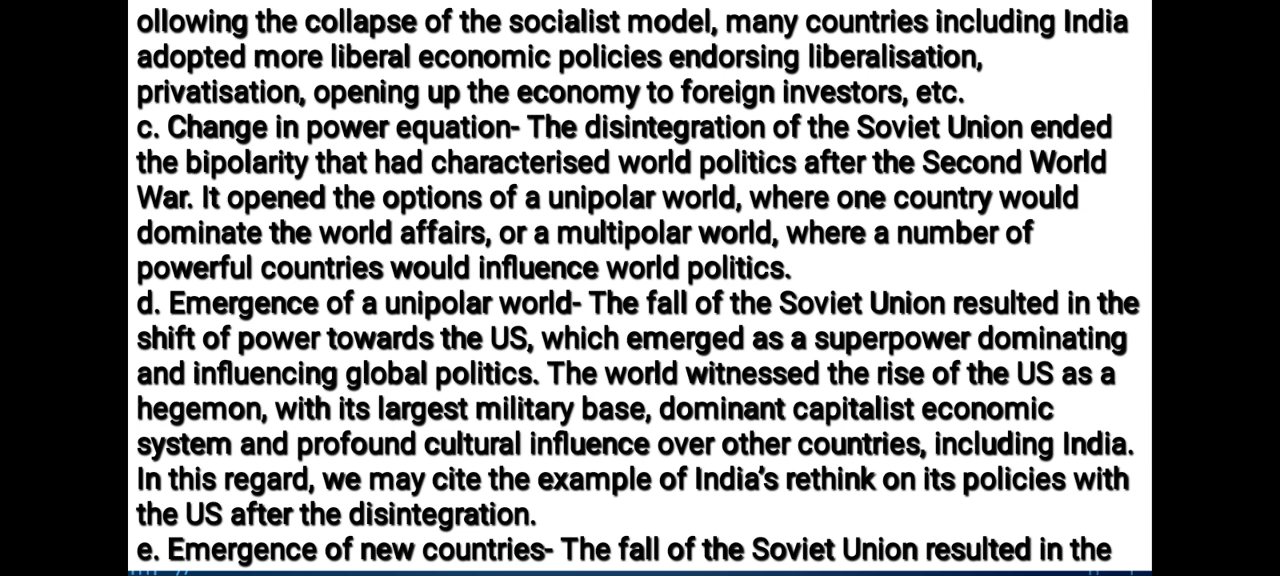 ollowing the collapse of the socialist model, many countries including India
adopted more liberal economic policies endorsing liberalisation,
privatisation, opening up the economy to foreign investors, etc.
c. Change in power equation- The disintegration of the Soviet Union ended
the bipolarity that had characterised world politics after the Second World
War. It opened the options of a unipolar world, where one country would
dominate the world affairs, or a multipolar world, where a number of
powerful countries would influence world politics.
d. Emergence of a unipolar world- The fall of the Soviet Union resulted in the
shift of power towards the US, which emerged as a superpower dominating
and influencing global politics. The world witnessed the rise of the US as a
hegemon, with its largest military base, dominant capitalist economic
system and profound cultural influence over other countries, including India.
In this regard, we may cite the example of India’s rethink on its policies with
the US after the disintegration.
e. Emergence of new countries- The fall of the Soviet Union resulted in the